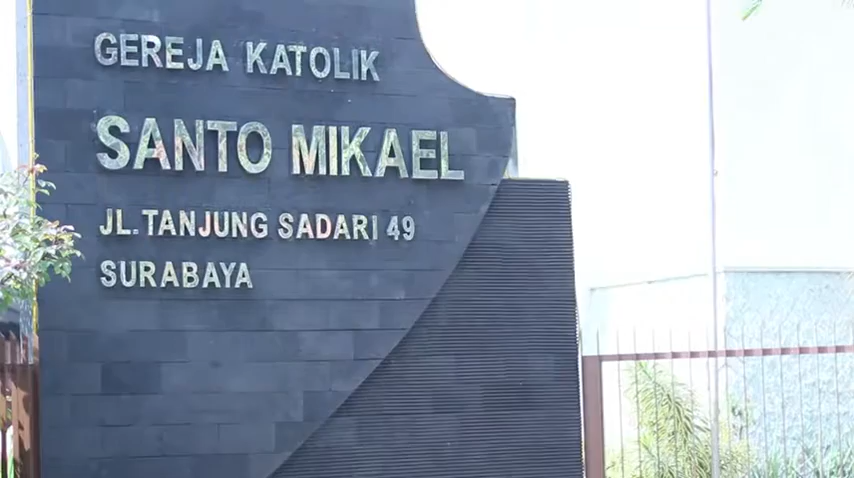 GEREJA KATOLIK
SANTO MIKAEL
JL. TANJUNG SADARI 49
SURABAYA